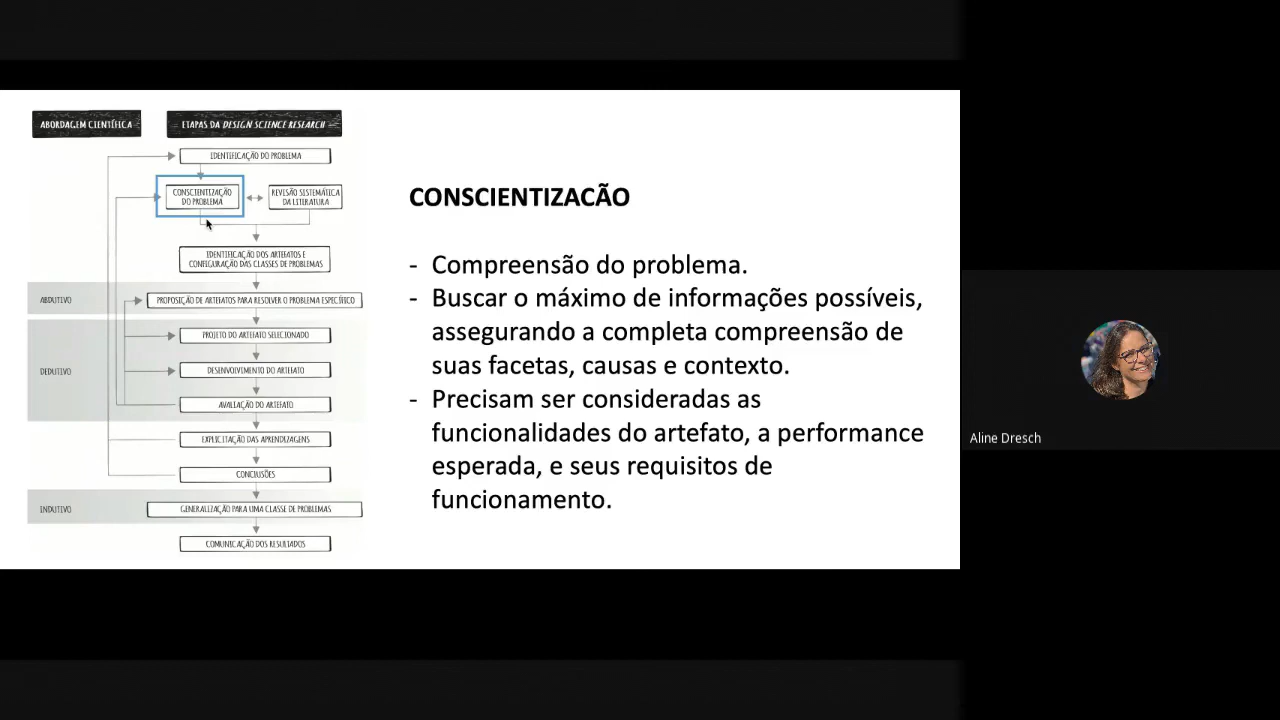 ABORDAGEM CIENTÍFICA
ETAPAS DA DESIGN SCIENCE RESEARCH
IDENTIFICAÇÃO DO PROBLEMA
CONSCIENTIZAÇÃO
DO PROBLEMA
REVISÃO SISTEMÁTICA
DA LITERATURA
IDENTIFICAÇÃO DOS ARTEFATOS E
CONFIGURAÇÃO DAS CLASSES DE PROBLEMAS
ABDUTIVO
PROPOSIÇÃO DE ARTEFATOS PARA RESOLVER O PROBLEMA ESPECÍFICO
PROJETO DO ARTEFATO SELECIONADO
DEDUTIVO
DESENVOLVIMENTO DO ARTEFATO
AVALIAÇÃO DO ARTEFATO
EXPLICITAÇÃO DAS APRENDIZAGENS
CONCLUSÕES
INDUTIVO
GENERALIZAÇÃO PARA UMA CLASSE DE PROBLEMAS
COMUNICAÇÃO DOS RESULTADOS
CONSCIENTIZACÃO
- Compreensão do problema.
- Buscar o máximo de informações possíveis,
assegurando a completa compreensão de
suas facetas, causas e contexto.
- Precisam ser consideradas as
funcionalidades do artefato, a performance
esperada, e seus requisitos de
funcionamento.
Aline Dresch